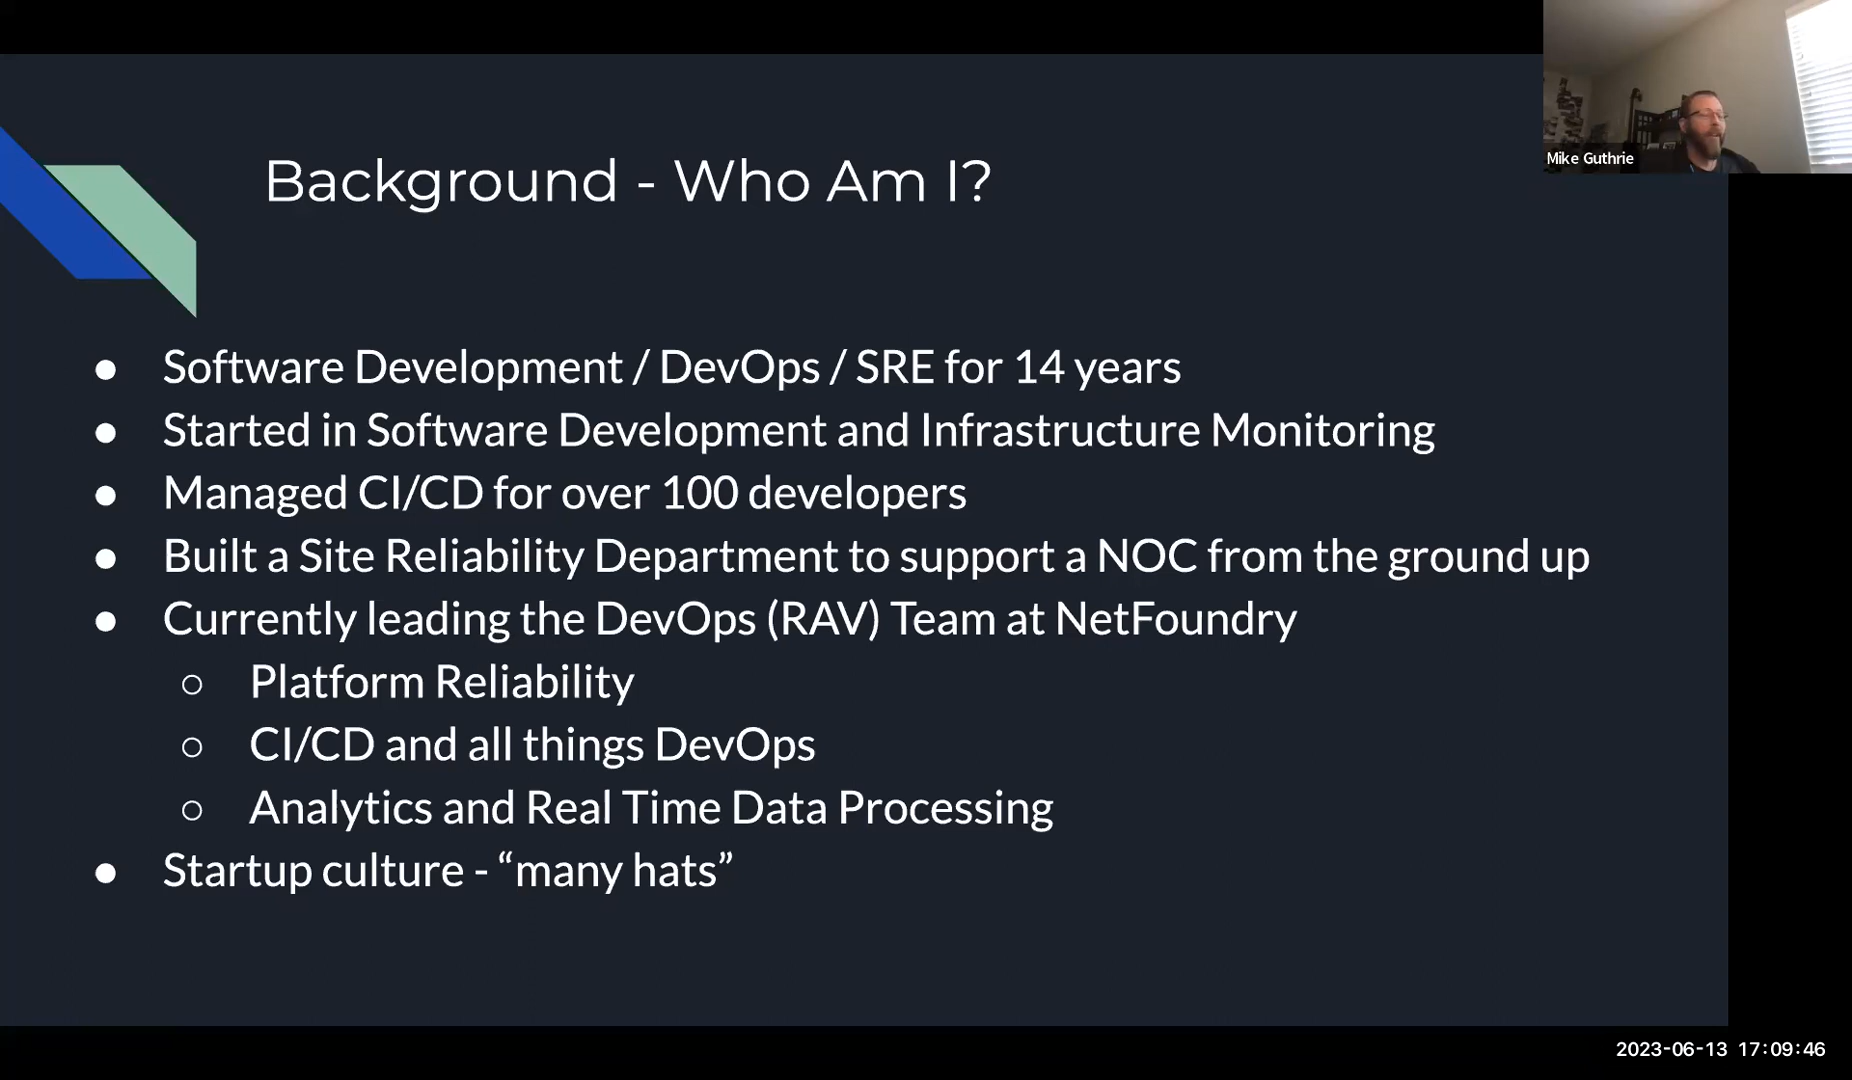 Mike Guthrie
Background - Who Am I?
● Software Development / DevOps / SRE for 14 years
● Started in Software Development and Infrastructure Monitoring
● Managed CI/CD for over 100 developers
● Built a Site Reliability Department to support a NOC from the ground up
● Currently leading the DevOps (RAV) Team at NetFoundry
○ Platform Reliability
○ CI/CD and all things DevOps
○ Analytics and Real Time Data Processing
● Startup culture - “many hats”
2023-06-13 17:09:46